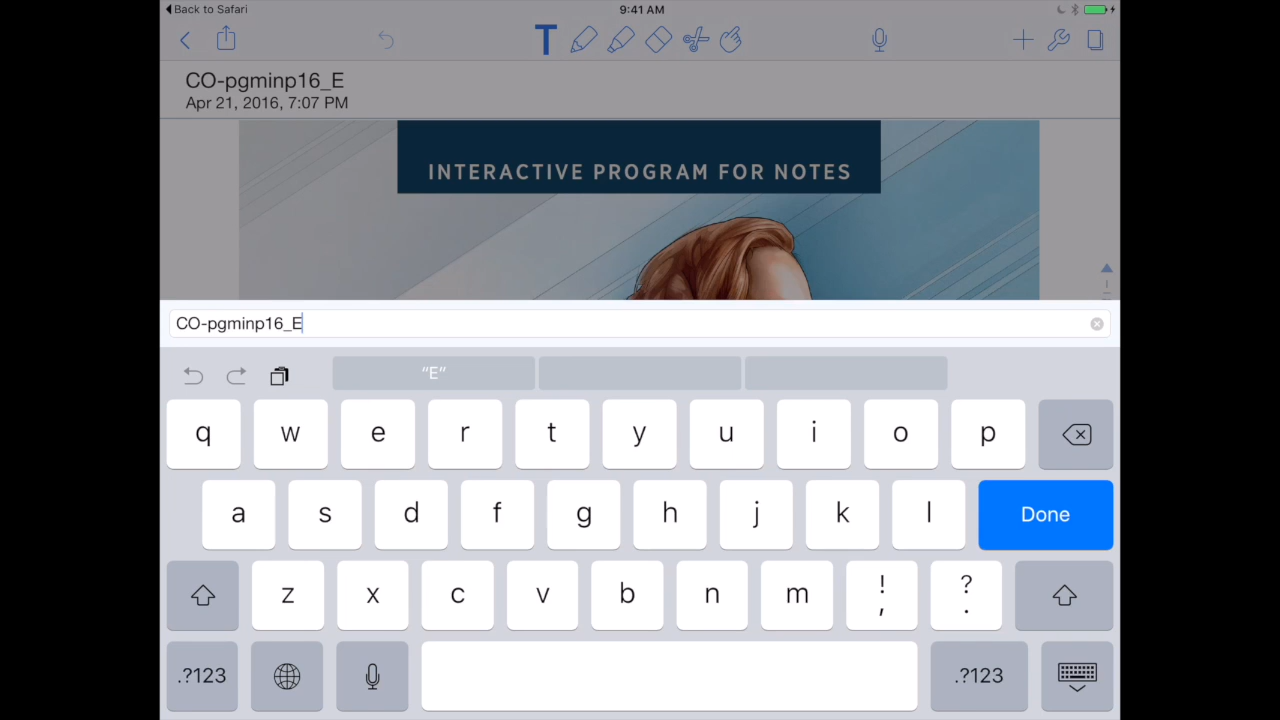 Back to Safari
9:41 AM
T
CO-pgminp16_E
Apr 21, 2016, 7:07 PM
INTERACTIVE PROGRAM FOR NOTES
CO-pgminp16_E
“E”
q w e r t y u i o p
a s d f g h j k l Done
z x c v b n m ! , ? .
.?123 .?123